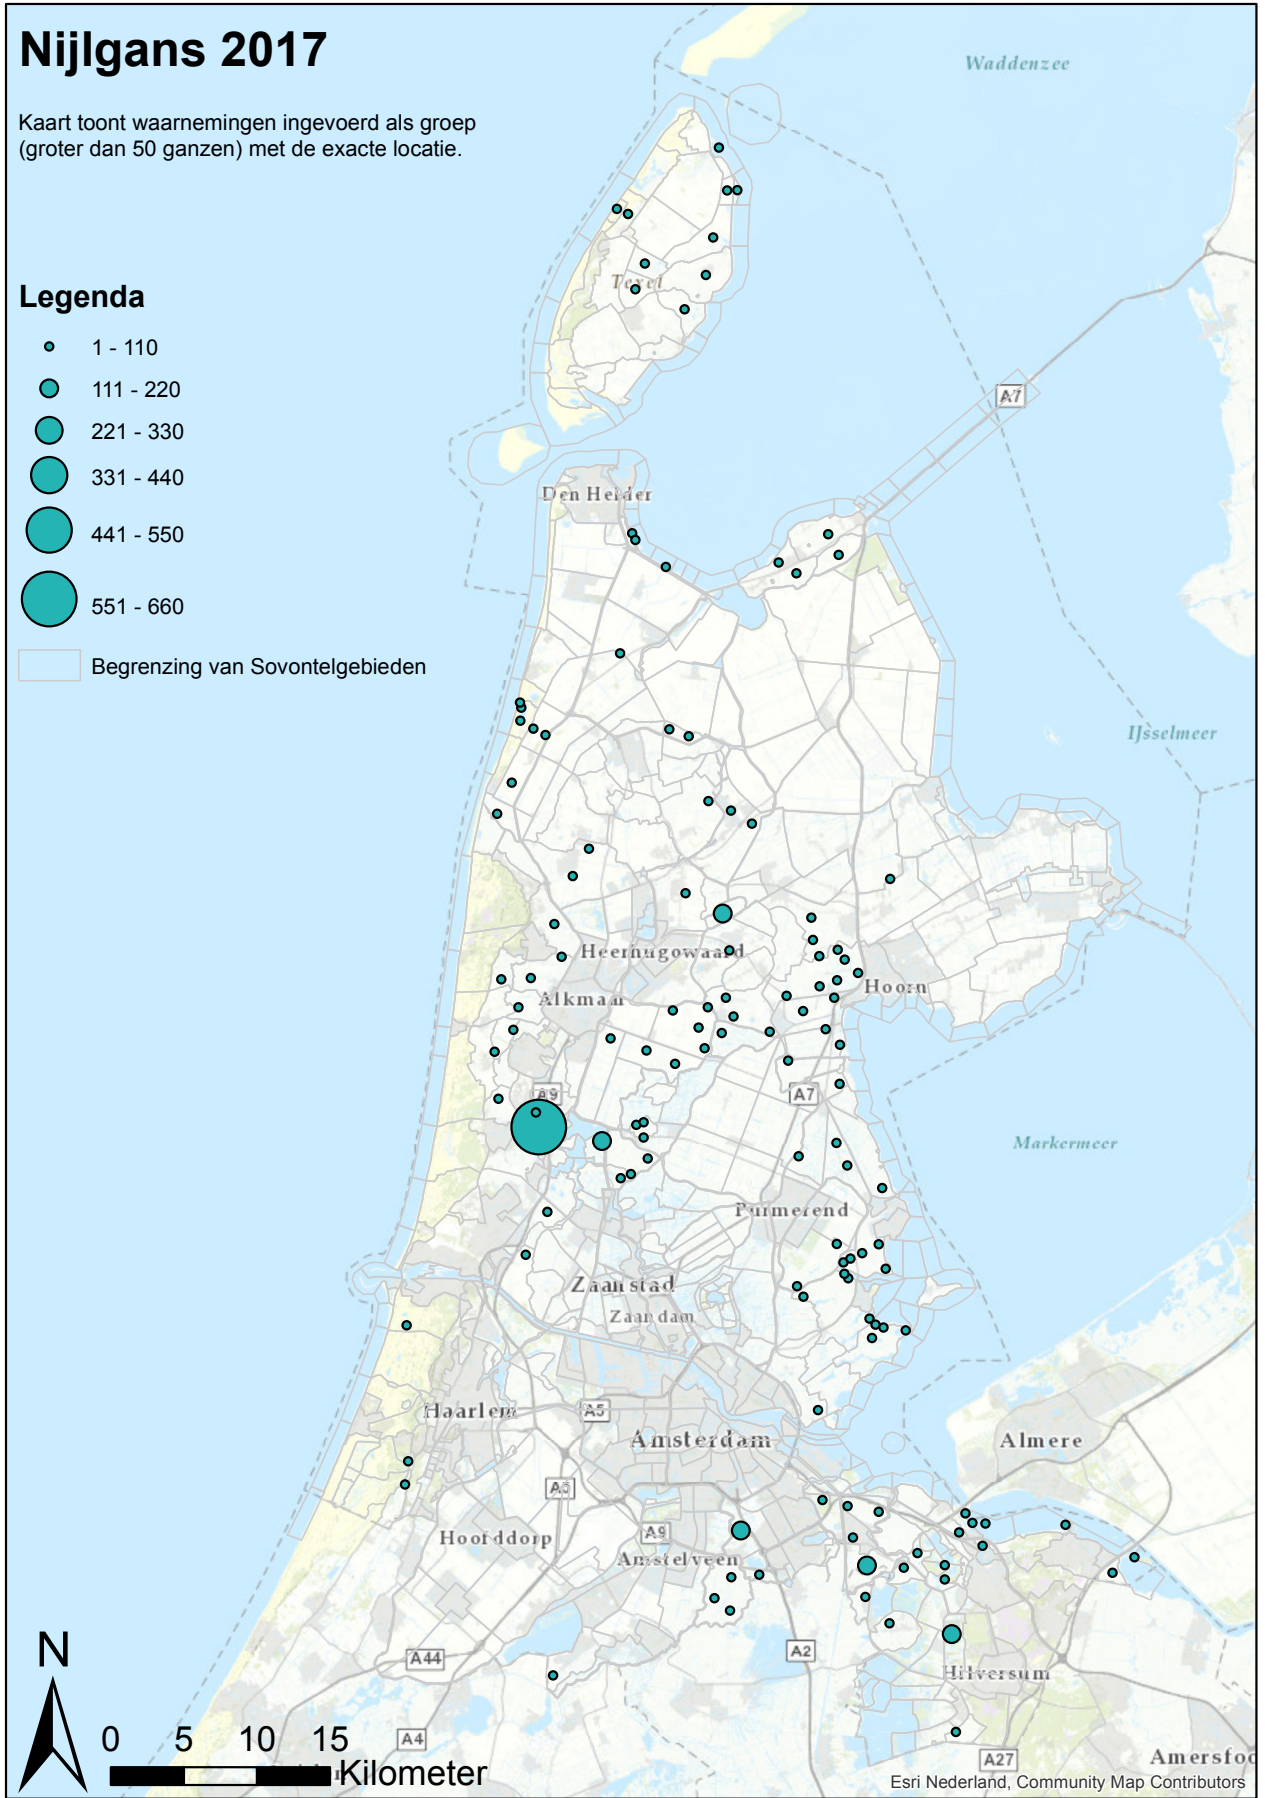 Nijlgans 2017
Kaart toont waarnemingen ingevoerd als groep
(groter dan 50 ganzen) met de exacte locatie.
Waddenzee
Legenda
1 - 110
111 - 220
221 - 330
331 - 440
441 - 550
551 - 660
Begrenzing van Sovontelgebieden
Texel
A7
Den Helder
IJsselmeer
Heerhugowaard
Hoorn
Alkmaar
A9
A7
Markermeer
Purmerend
Zaanstad
Zaandam
Haarlem
A5
Amsterdam
Almere
A9
Hoofddorp
Amstelveen
A2
A44
Hilversum
N
0 5 10 15
Kilometer
A4
A27
Amersfoo
Esri Nederland, Community Map Contributors